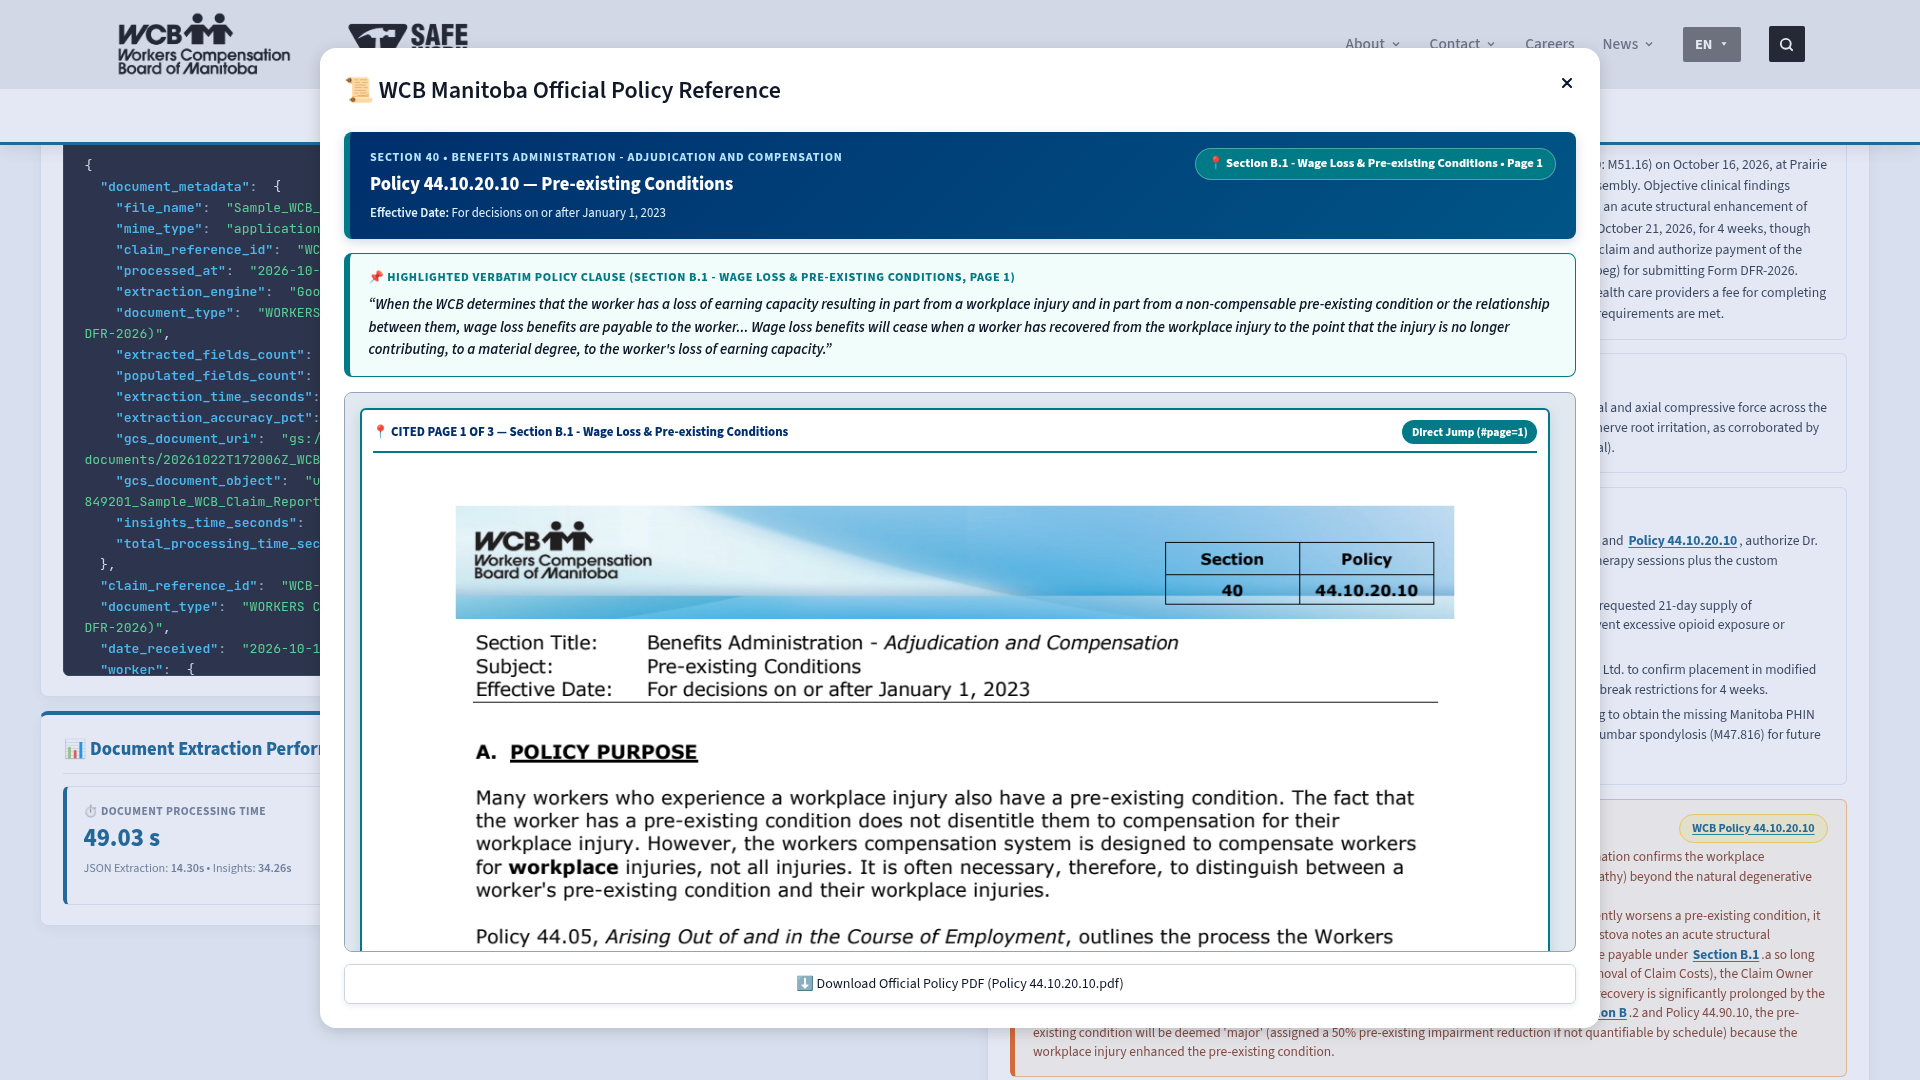 WCB
Workers Compensation
Board of Manitoba
SAFE
About
Contact
Careers
News
EN
WCB Manitoba Official Policy Reference
SECTION 40 • BENEFITS ADMINISTRATION - ADJUDICATION AND COMPENSATION
Policy 44.10.20.10 — Pre-existing Conditions
Effective Date: For decisions on or after January 1, 2023
Section B.1 - Wage Loss & Pre-existing Conditions • Page 1
HIGHLIGHTED VERBATIM POLICY CLAUSE (SECTION B.1 - WAGE LOSS & PRE-EXISTING CONDITIONS, PAGE 1)
“When the WCB determines that the worker has a loss of earning capacity resulting in part from a workplace injury and in part from a non-compensable pre-existing condition or the relationship
between them, wage loss benefits are payable to the worker... Wage loss benefits will cease when a worker has recovered from the workplace injury to the point that the injury is no longer
contributing, to a material degree, to the worker's loss of earning capacity.”
CITED PAGE 1 OF 3 — Section B.1 - Wage Loss & Pre-existing Conditions
Direct Jump (#page=1)
WCB
Workers Compensation
Board of Manitoba
Section Policy
40 44.10.20.10
Section Title: Benefits Administration - Adjudication and Compensation
Subject: Pre-existing Conditions
Effective Date: For decisions on or after January 1, 2023
A. POLICY PURPOSE
Many workers who experience a workplace injury also have a pre-existing condition. The fact that
the worker has a pre-existing condition does not disentitle them to compensation for their
workplace injury. However, the workers compensation system is designed to compensate workers
for workplace injuries, not all injuries. It is often necessary, therefore, to distinguish between a
worker's pre-existing condition and their workplace injuries.
Policy 44.05, Arising Out of and in the Course of Employment, outlines the process the Workers
Download Official Policy PDF (Policy 44.10.20.10.pdf)
{
"document_metadata": {
"file_name": "Sample_WCB_
"mime_type": "application
"claim_reference_id": "WC
"processed_at": "2026-10-
"extraction_engine": "Goo
"document_type": "WORKERS
DFR-2026)",
"extracted_fields_count":
"populated_fields_count":
"extraction_time_seconds":
"extraction_accuracy_pct":
"gcs_document_uri": "gs:/
documents/20261022T172006Z_WCB
"gcs_document_object": "u
849201_Sample_WCB_Claim_Report
"insights_time_seconds":
"total_processing_time_sec
},
"claim_reference_id": "WCB-
"document_type": "WORKERS C
DFR-2026)",
"date_received": "2026-10-1
"worker": {
Document Extraction Perfor
DOCUMENT PROCESSING TIME
49.03 s
JSON Extraction: 14.30s • Insights: 34.26s
: M51.16) on October 16, 2026, at Prairie
sembly. Objective clinical findings
an acute structural enhancement of
October 21, 2026, for 4 weeks, though
claim and authorize payment of the
peg) for submitting Form DFR-2026.
ealth care providers a fee for completing
requirements are met.
al and axial compressive force across the
nerve root irritation, as corroborated by
al).
and Policy 44.10.20.10 , authorize Dr.
erapy sessions plus the custom
requested 21-day supply of
vent excessive opioid exposure or
Ltd. to confirm placement in modified
break restrictions for 4 weeks.
g to obtain the missing Manitoba PHIN
umbar spondylosis (M47.816) for future
WCB Policy 44.10.20.10
ation confirms the workplace
athy) beyond the natural degenerative
ently worsens a pre-existing condition, it
stova notes an acute structural
e payable under Section B.1 .a so long
noval of Claim Costs), the Claim Owner
recovery is significantly prolonged by the
on B .2 and Policy 44.90.10, the pre-
existing condition will be deemed 'major' (assigned a 50% pre-existing impairment reduction if not quantifiable by schedule) because the
workplace injury enhanced the pre-existing condition.